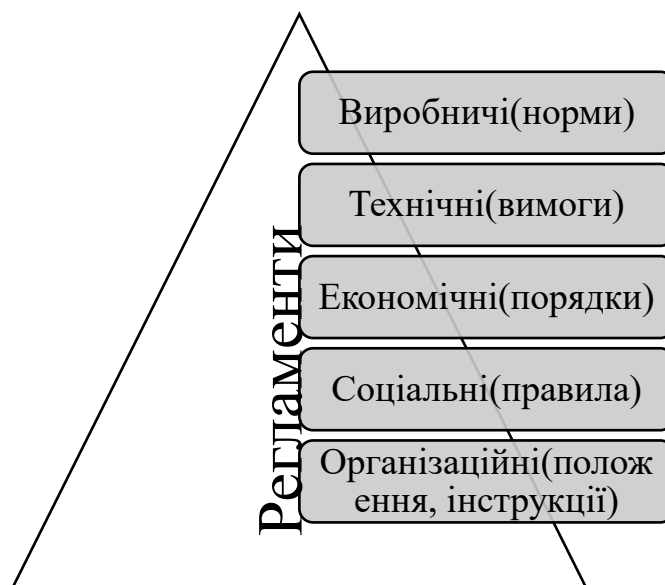 Регламенти
Виробничі(норми)
Технічні(вимоги)
Економічні(порядки)
Соціальні(правила)
Організаційні(полож
ення, інструкції)